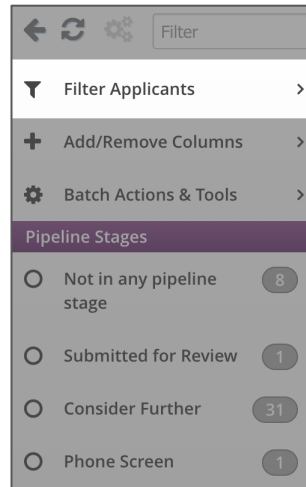 Filter
Filter Applicants
Add/Remove Columns
Batch Actions & Tools
Pipeline Stages
Not in any pipeline 8
stage
Submitted for Review 1
Consider Further 31
Phone Screen 1